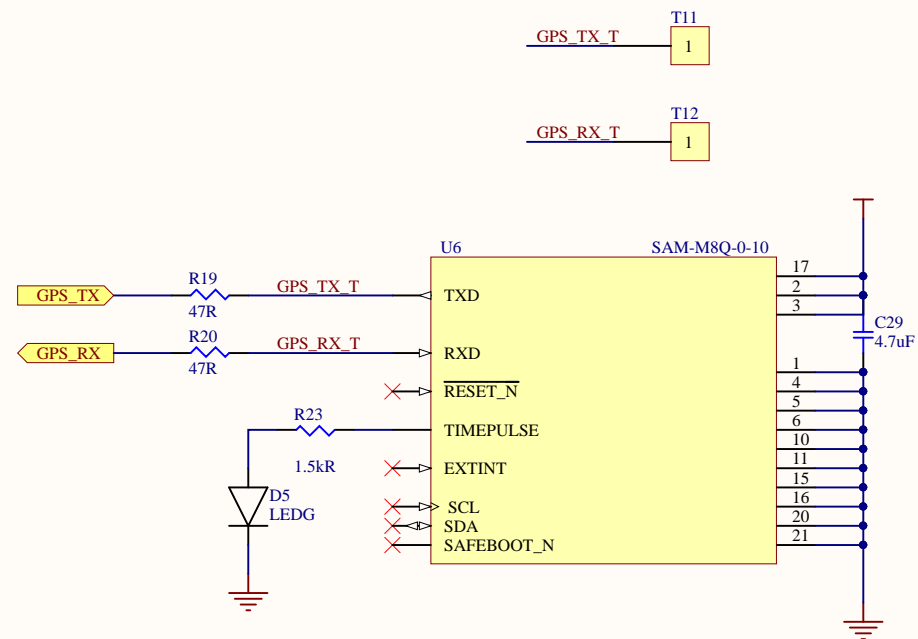 T11
GPS_TX_T
1
T12
GPS_RX_T
1
U6
SAM-M8Q-0-10
17
2
3
C29
4.7uF
GPS_TX
R19
47R
GPS_TX_T
TXD
GPS_RX
R20
47R
GPS_RX_T
RXD
RESET_N
R23
1.5kR
TIMEPULSE
EXTINT
D5
LEDG
SCL
SDA
SAFEBOOT_N
1
4
5
6
10
11
15
16
20
21